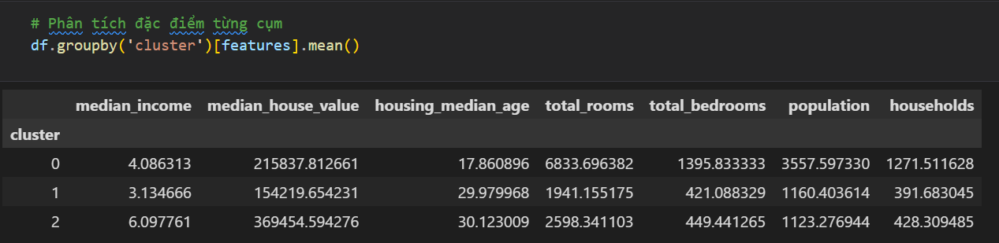 # Phân tích đặc điểm từng cụm
df.groupby('cluster')[features].mean()
median_income median_house_value housing_median_age total_rooms total_bedrooms population households
cluster
0 4.086313 215837.812661 17.860896 6833.696382 1395.833333 3557.597330 1271.511628
1 3.134666 154219.654231 29.979968 1941.155175 421.088329 1160.403614 391.683045
2 6.097761 369454.594276 30.123009 2598.341103 449.441265 1123.276944 428.309485